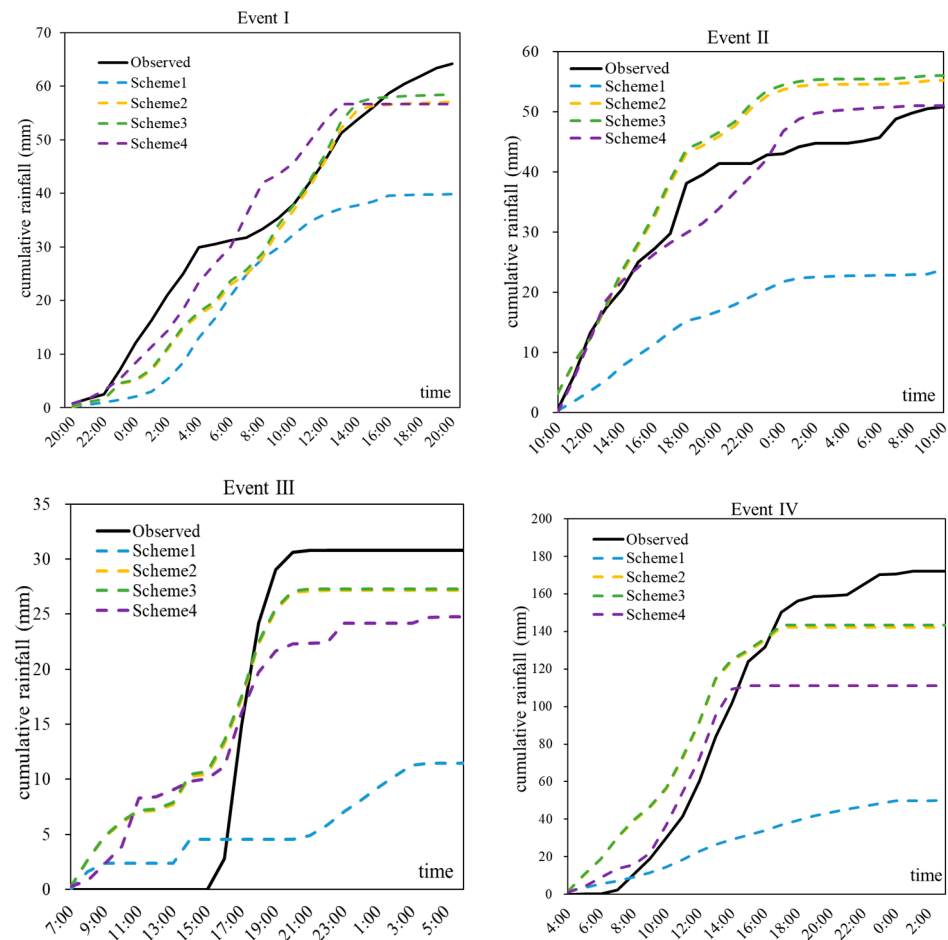 Event I
70
60
50
40
30
20
10
0
cumulative rainfall (mm)
Observed
Scheme1
Scheme2
Scheme3
Scheme4
time
20:00 22:00 0:00 2:00 4:00 6:00 8:00 10:00 12:00 14:00 16:00 18:00 20:00
Event II
60
50
40
30
20
10
0
cumulative rainfall (mm)
Observed
Scheme1
Scheme2
Scheme3
Scheme4
time
10:00 12:00 14:00 16:00 18:00 20:00 22:00 0:00 2:00 4:00 6:00 8:00 10:00
Event III
35
30
25
20
15
10
5
0
cumulative rainfall (mm)
Observed
Scheme1
Scheme2
Scheme3
Scheme4
time
7:00 9:00 11:00 13:00 15:00 17:00 19:00 21:00 23:00 1:00 3:00 5:00
Event IV
200
180
160
140
120
100
80
60
40
20
0
cumulative rainfall (mm)
Observed
Scheme1
Scheme2
Scheme3
Scheme4
time
4:00 6:00 8:00 10:00 12:00 14:00 16:00 18:00 20:00 22:00 0:00 2:00